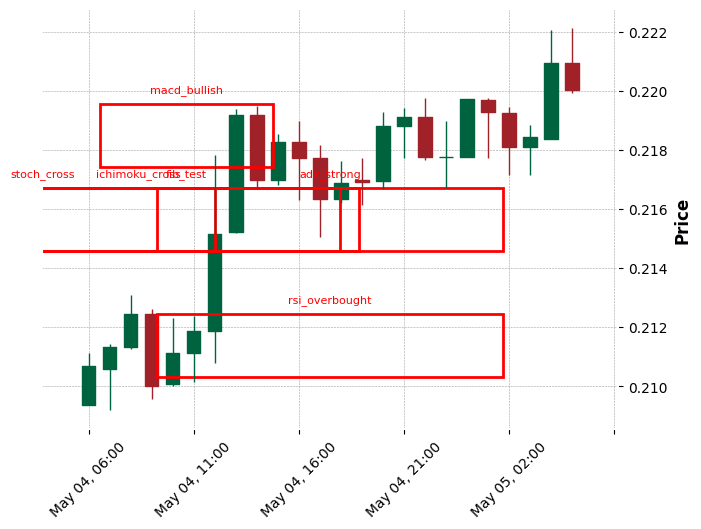 0.222
macd_bullish
0.220
0.218
stoch_cross
ichimoku_cross
fib_test
adx_strong
0.216
Price
0.214
rsi_overbought
0.212
0.210
May 04, 06:00
May 04, 11:00
May 04, 16:00
May 04, 21:00
May 05, 02:00